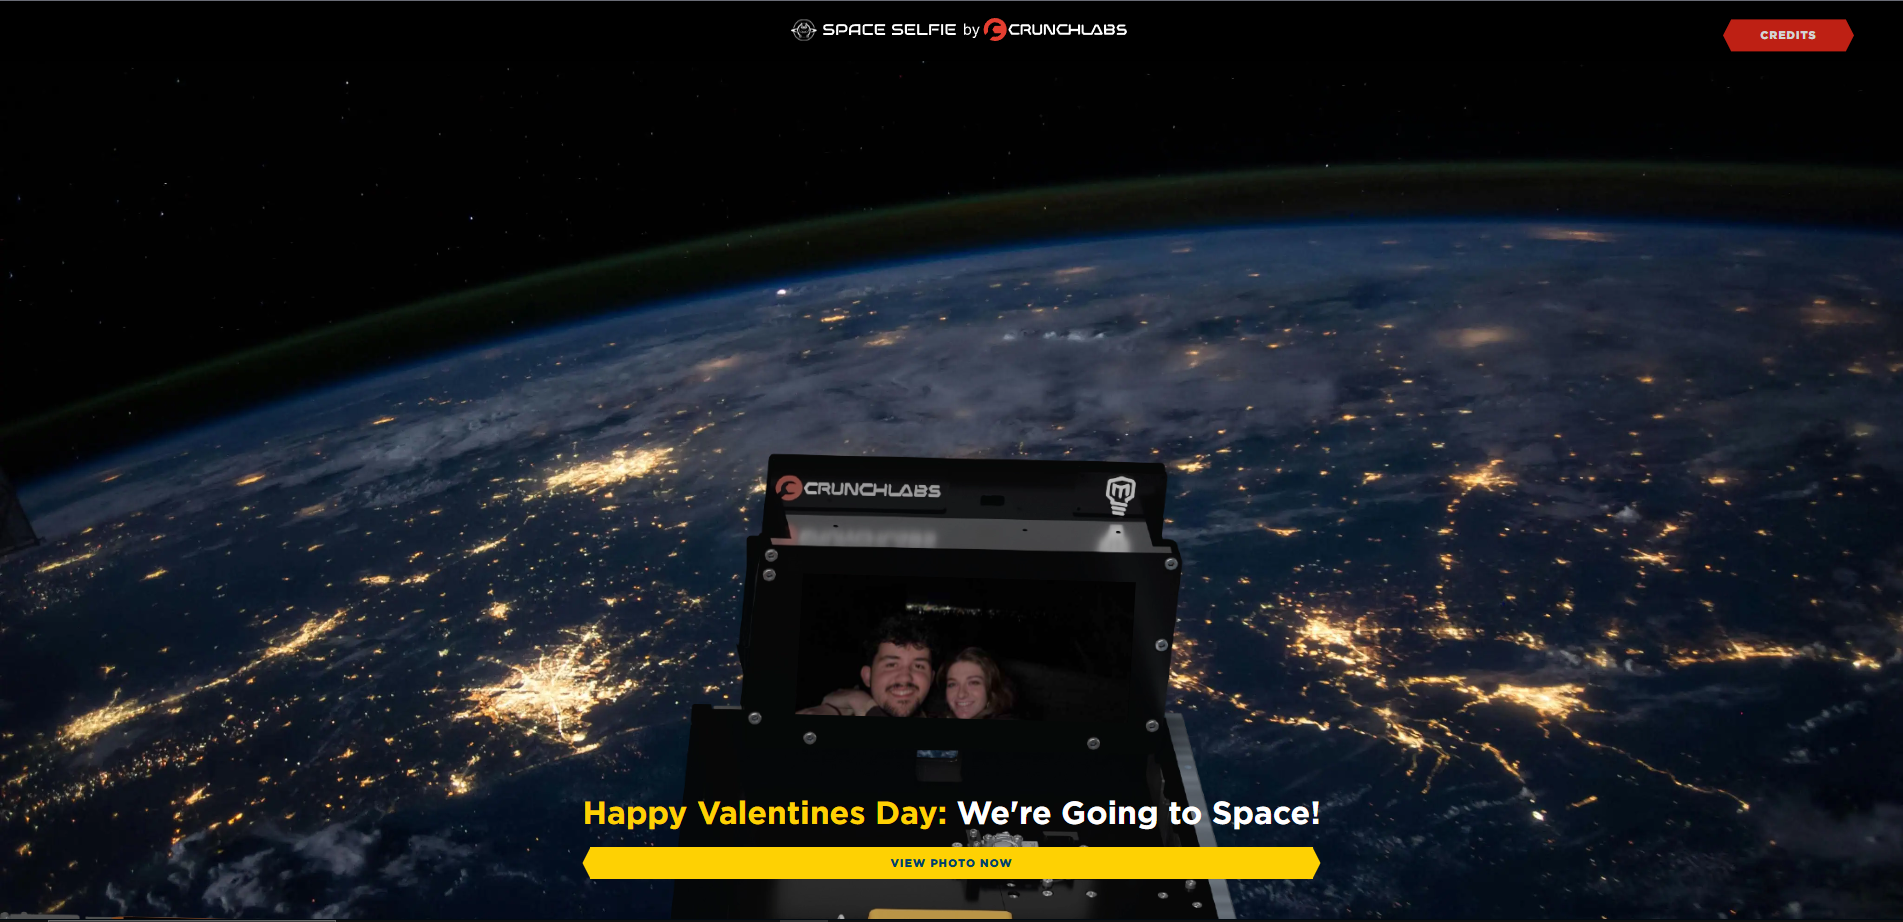 SPACE SELFIE by CRUNCHLABS
CREDITS
CRUNCHLABS
Happy Valentines Day: We're Going to Space!
VIEW PHOTO NOW